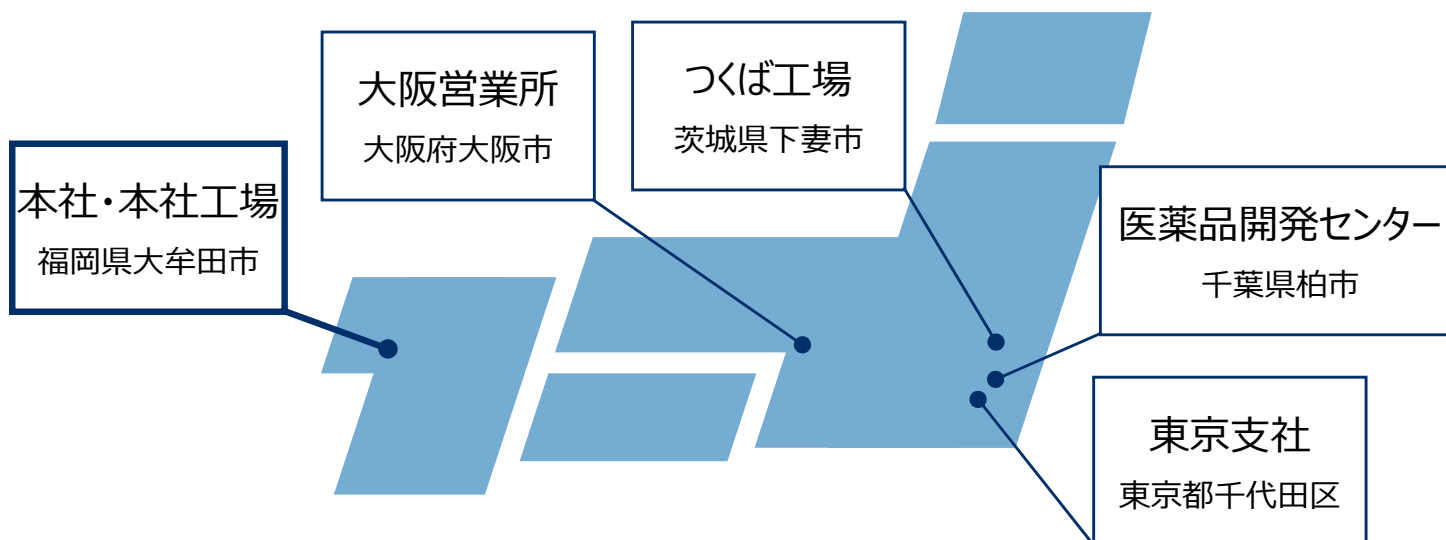 本社・本社工場
福岡県大牟田市
大阪営業所
大阪府大阪市
つくば工場
茨城県下妻市
医薬品開発センター
千葉県柏市
東京支社
東京都千代田区